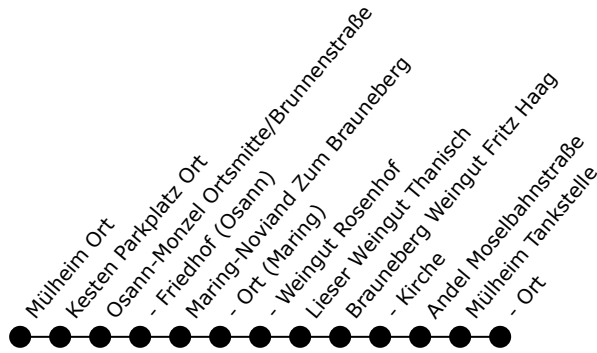 Mülheim Ort
Kesten Parkplatz Ort
Osann-Monzel Ortsmitte/Brunnenstraße
- Friedhof (Osann)
Maring-Noviand Zum Brauneberg
- Ort (Maring)
- Weingut Rosenhof
Lieser Weingut Thanisch
Brauneberg Weingut Fritz Haag
- Kirche
Andel Moselbahnstraße
Mülheim Tankstelle
- Ort